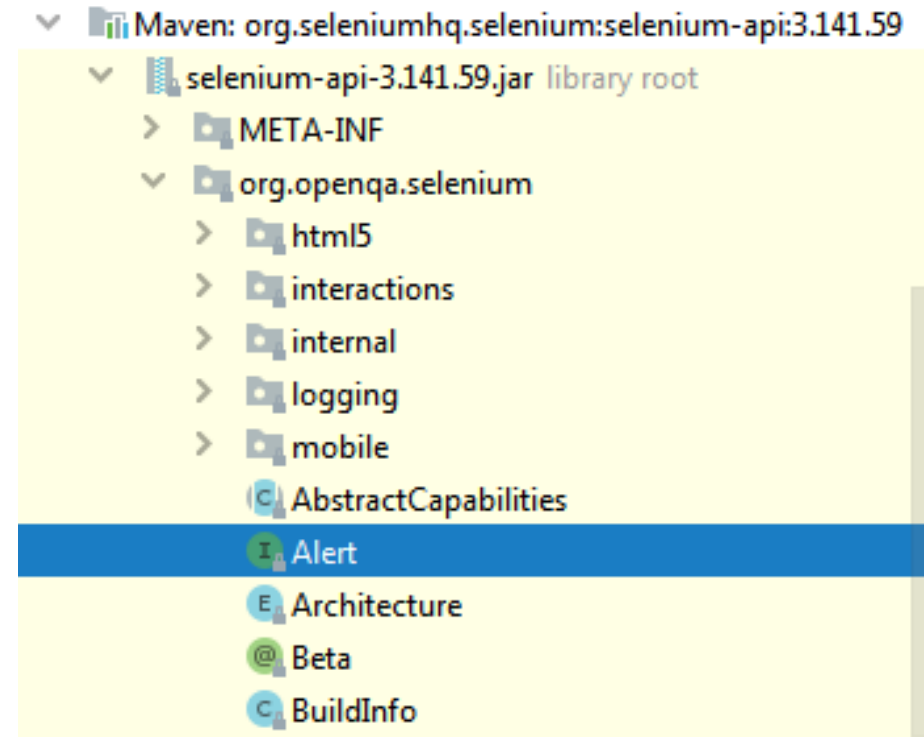 Maven: org.seleniumhq.selenium:selenium-api:3.141.59
selenium-api-3.141.59.jar library root
META-INF
org.openqa.selenium
html5
interactions
internal
logging
mobile
C AbstractCapabilities
I Alert
E Architecture
@ Beta
C BuildInfo